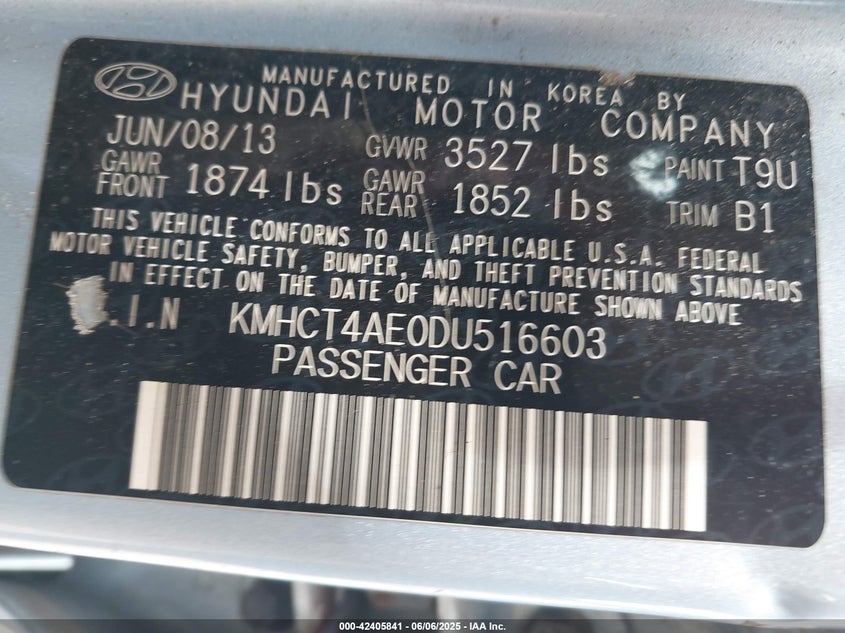 MANUFACTURED IN KOREA BY
HYUNDAI MOTOR COMPANY
JUN/08/13 GVWR 3527 lbs PAINT T9U
GAWR FRONT 1874 lbs GAWR REAR 1852 lbs TRIM B1
THIS VEHICLE CONFORMS TO ALL APPLICABLE U.S.A. FEDERAL
MOTOR VEHICLE SAFETY, BUMPER, AND THEFT PREVENTION STANDARDS
IN EFFECT ON THE DATE OF MANUFACTURE SHOWN ABOVE
.I.N KMHCT4AE0DU516603
PASSENGER CAR
000-42405841 - 06/06/2025 - IAA, Inc.